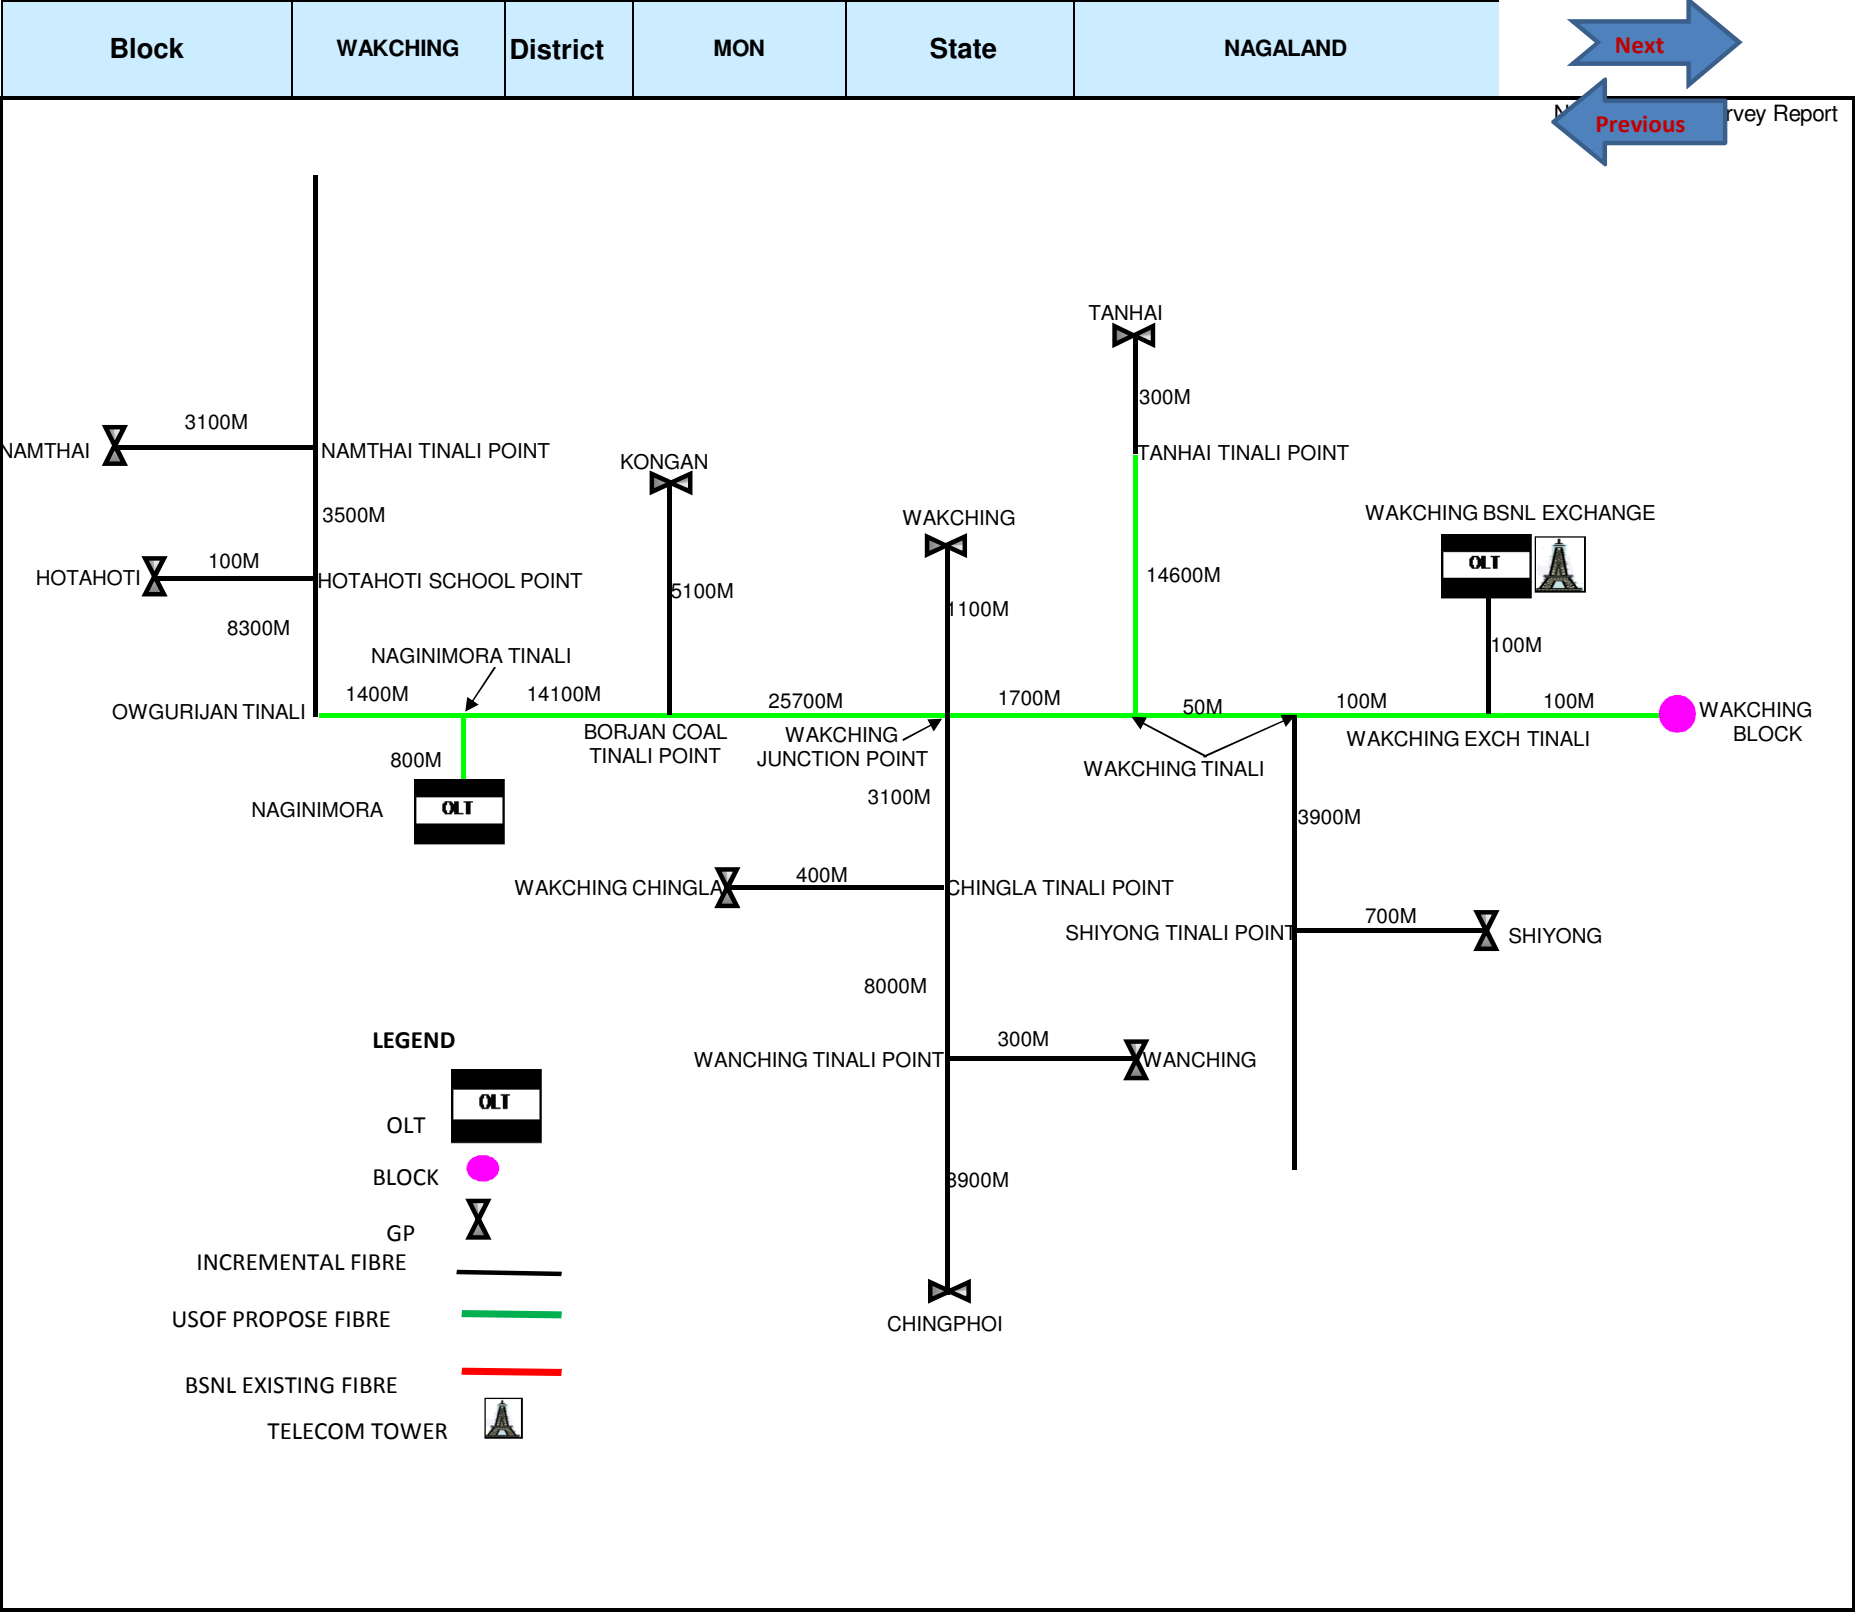 Block WAKCHING District MON State NAGALAND
Next
Previous
rvey Report
TANHAI
300M
TANHAI TINALI POINT
3100M
NAMTHAI
NAMTHAI TINALI POINT
KONGAN
3500M
WAKCHING
WAKCHING BSNL EXCHANGE
OLT
100M
HOTAHOTI
HOTAHOTI SCHOOL POINT
5100M
14600M
1100M
8300M
100M
NAGINIMORA TINALI
1400M
14100M
25700M
1700M
50M
100M
100M
OWGURIJAN TINALI
WAKCHING
BLOCK
BORJAN COAL
TINALI POINT
WAKCHING
JUNCTION POINT
WAKCHING EXCH TINALI
WAKCHING TINALI
800M
NAGINIMORA
OLT
3100M
3900M
WAKCHING CHINGLA
400M
CHINGLA TINALI POINT
700M
SHIYONG TINALI POINT
SHIYONG
8000M
300M
WANCHING TINALI POINT
WANCHING
3900M
CHINGPHOI
LEGEND
OLT
OLT
BLOCK
GP
INCREMENTAL FIBRE
USOF PROPOSE FIBRE
BSNL EXISTING FIBRE
TELECOM TOWER